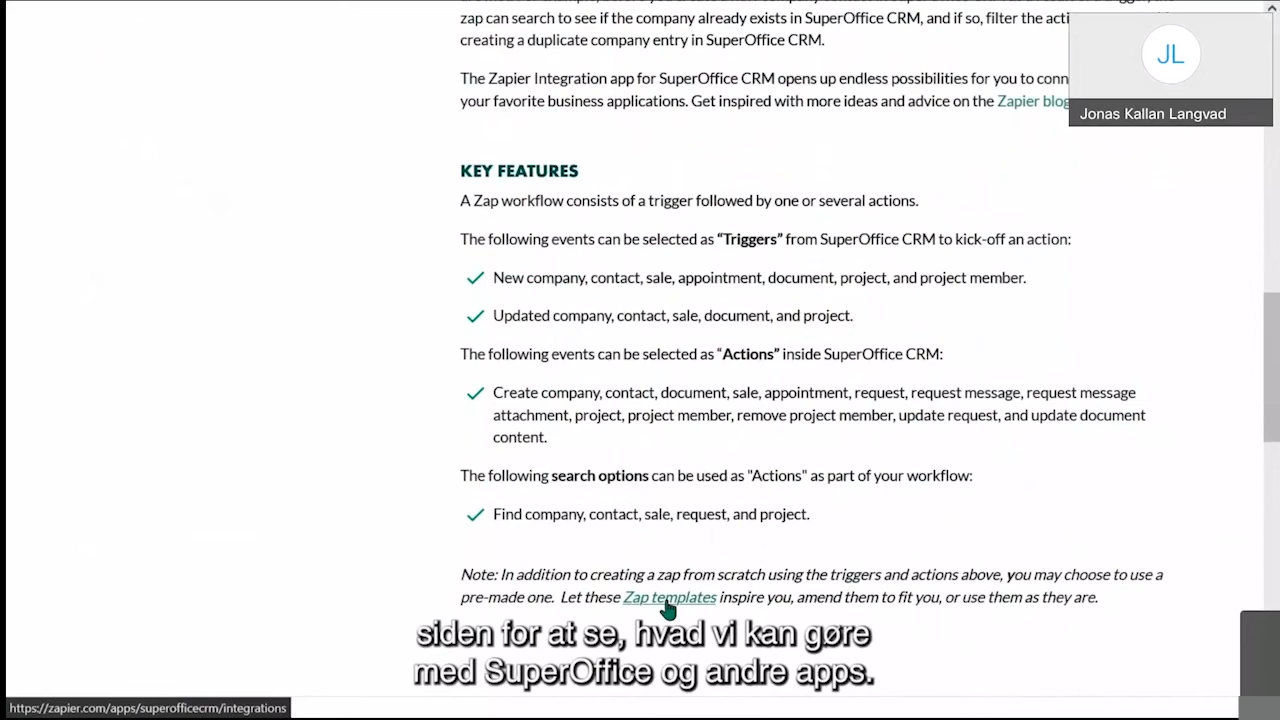 zap can search to see if the company already exists in SuperOffice CRM, and if so, filter the acti
creating a duplicate company entry in SuperOffice CRM.
The Zapier Integration app for SuperOffice CRM opens up endless possibilities for you to conn
your favorite business applications. Get inspired with more ideas and advice on the Zapier blog
JL
Jonas Kallan Langvad
KEY FEATURES
A Zap workflow consists of a trigger followed by one or several actions.
The following events can be selected as “Triggers” from SuperOffice CRM to kick-off an action:
New company, contact, sale, appointment, document, project, and project member.
Updated company, contact, sale, document, and project.
The following events can be selected as “Actions” inside SuperOffice CRM:
Create company, contact, document, sale, appointment, request, request message, request message
attachment, project, project member, remove project member, update request, and update document
content.
The following search options can be used as "Actions" as part of your workflow:
Find company, contact, sale, request, and project.
Note: In addition to creating a zap from scratch using the triggers and actions above, you may choose to use a
pre-made one. Let these Zap templates inspire you, amend them to fit you, or use them as they are.
siden for at se, hvad vi kan gøre
med SuperOffice og andre apps.
https://zapier.com/apps/superofficecrm/integrations